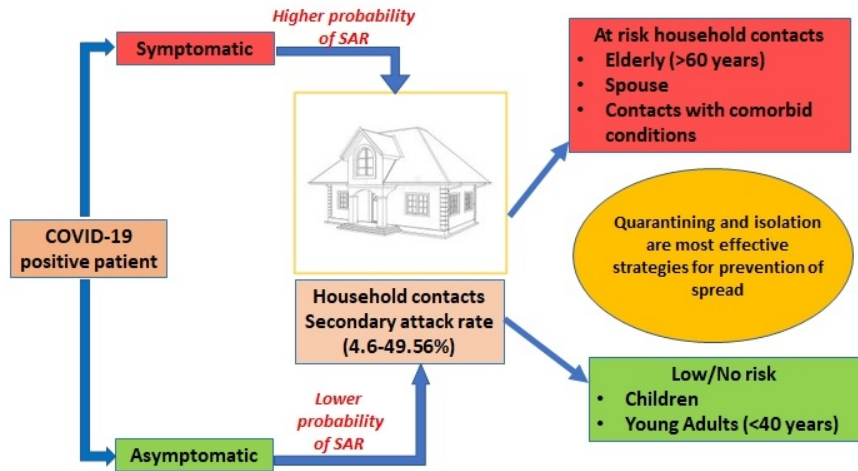 Higher probability
of SAR
Symptomatic
At risk household contacts
• Elderly (>60 years)
• Spouse
• Contacts with comorbid
conditions
COVID-19
positive patient
Quarantining and isolation
are most effective
strategies for prevention of
spread
Household contacts
Secondary attack rate
(4.6-49.56%)
Low/No risk
• Children
• Young Adults (<40 years)
Lower
probability
of SAR
Asymptomatic